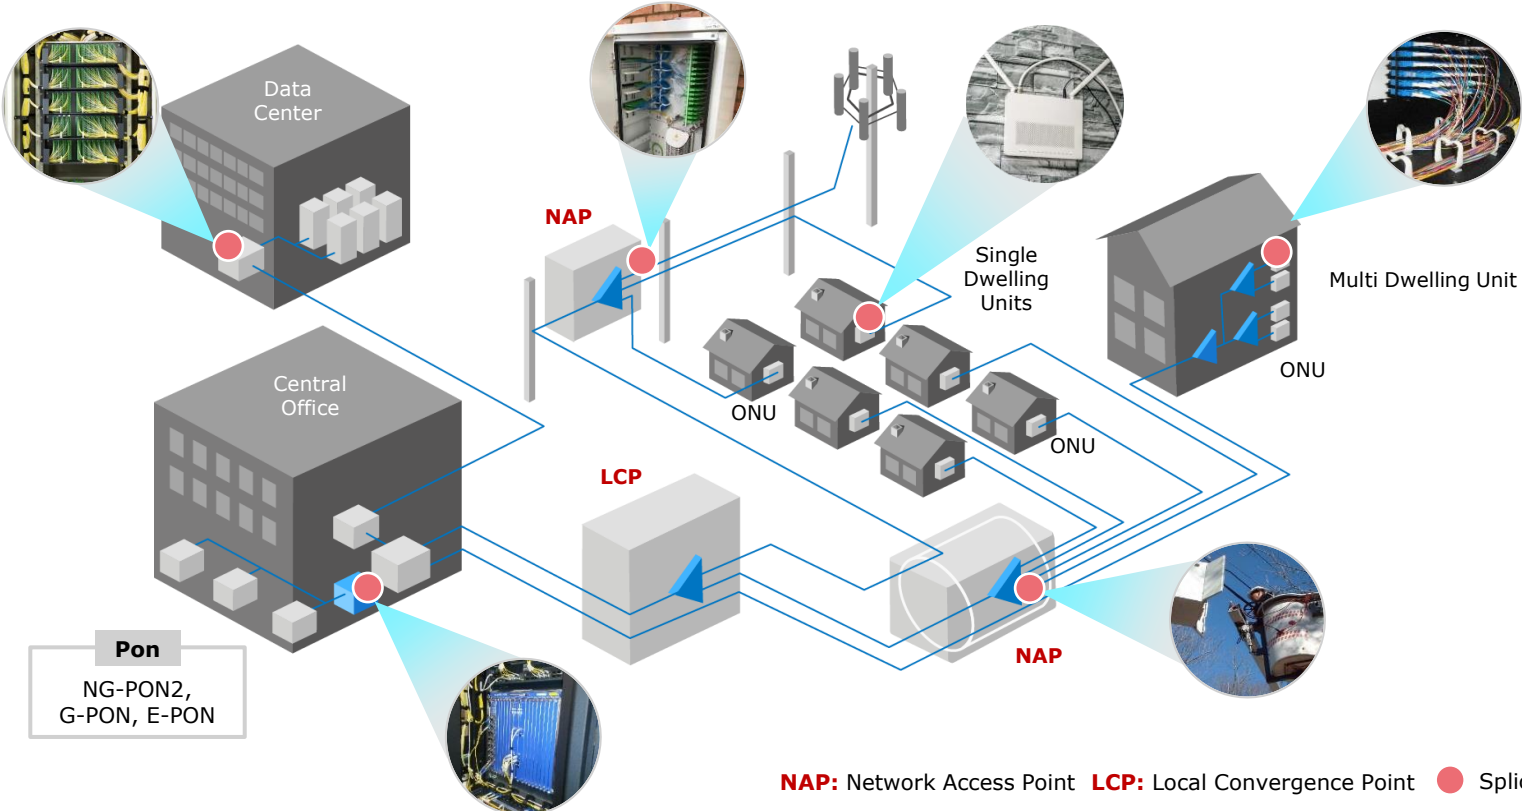 Data
Center
NAP
Single
Dwelling
Units
Multi Dwelling Unit
ONU
Central
Office
ONU
ONU
LCP
NAP
Pon
NG-PON2,
G-PON, E-PON
NAP: Network Access Point LCP: Local Convergence Point